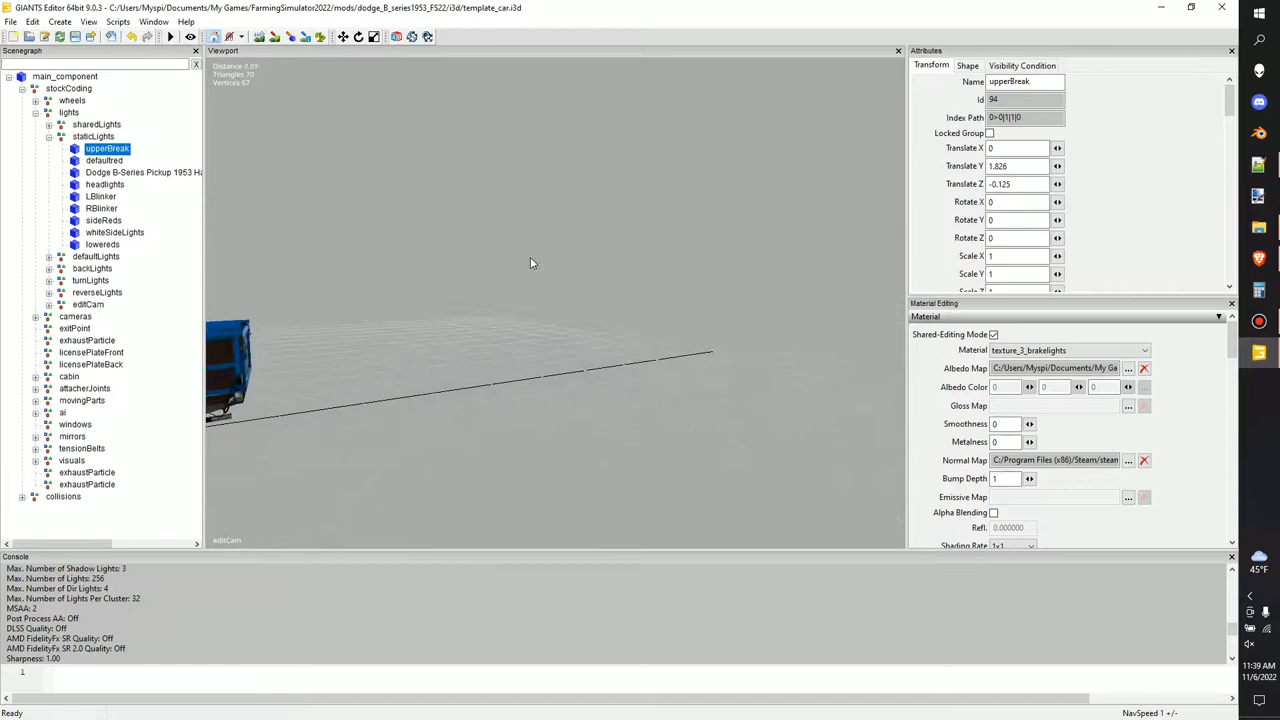 GIANTS Editor 64bit 9.0.3 - C:/Users/Myspi/Documents/My Games/FarmingSimulator2022/mods/dodge_B_series1953_FS22/i3d/template_car.i3d
File Edit Create View Scripts Window Help
Scenegraph
X
main_component
stockCoding
wheels
lights
sharedLights
staticLights
upperBreak
defaultred
Dodge B-Series Pickup 1953 Ha
headlights
LBlinker
RBlinker
sideReds
whiteSideLights
lowereds
defaultLights
backLights
turnLights
reverseLights
editCam
cameras
exitPoint
exhaustParticle
licensePlateFront
licensePlateBack
cabin
attacherJoints
movingParts
ai
windows
mirrors
tensionBelts
visuals
exhaustParticle
exhaustParticle
collisions
Viewport
Triangles 70
Vertices 67
editCam
Attributes
Transform Shape Visibility Condition
Name upperBreak
Id 94
Index Path 0>0|1|1|0
Locked Group
Translate X 0
Translate Y 1.826
Translate Z -0.125
Rotate X 0
Rotate Y 0
Rotate Z 0
Scale X 1
Scale Y 1
Scale Z 1
Material Editing
Material
Shared-Editing Mode
Material texture_3_brakelights
Albedo Map C:/Users/Myspi/Documents/My Ga ...
Albedo Color 0 0 0 ...
Gloss Map ...
Smoothness 0
Metalness 0
Normal Map C:/Program Files (x86)/Steam/stean ...
Bump Depth 1
Emissive Map ...
Alpha Blending
Refl. 0.000000
Shading Rate 1x1
Console
Max. Number of Shadow Lights: 3
Max. Number of Lights: 256
Max. Number of Dir Lights: 4
Max. Number of Lights Per Cluster: 32
MSAA: 2
Post Process AA: Off
DLSS Quality: Off
AMD FidelityFx SR Quality: Off
AMD FidelityFx SR 2.0 Quality: Off
Sharpness: 1.00
1
Ready
NavSpeed 1 +/-
45°F
11:39 AM
11/6/2022